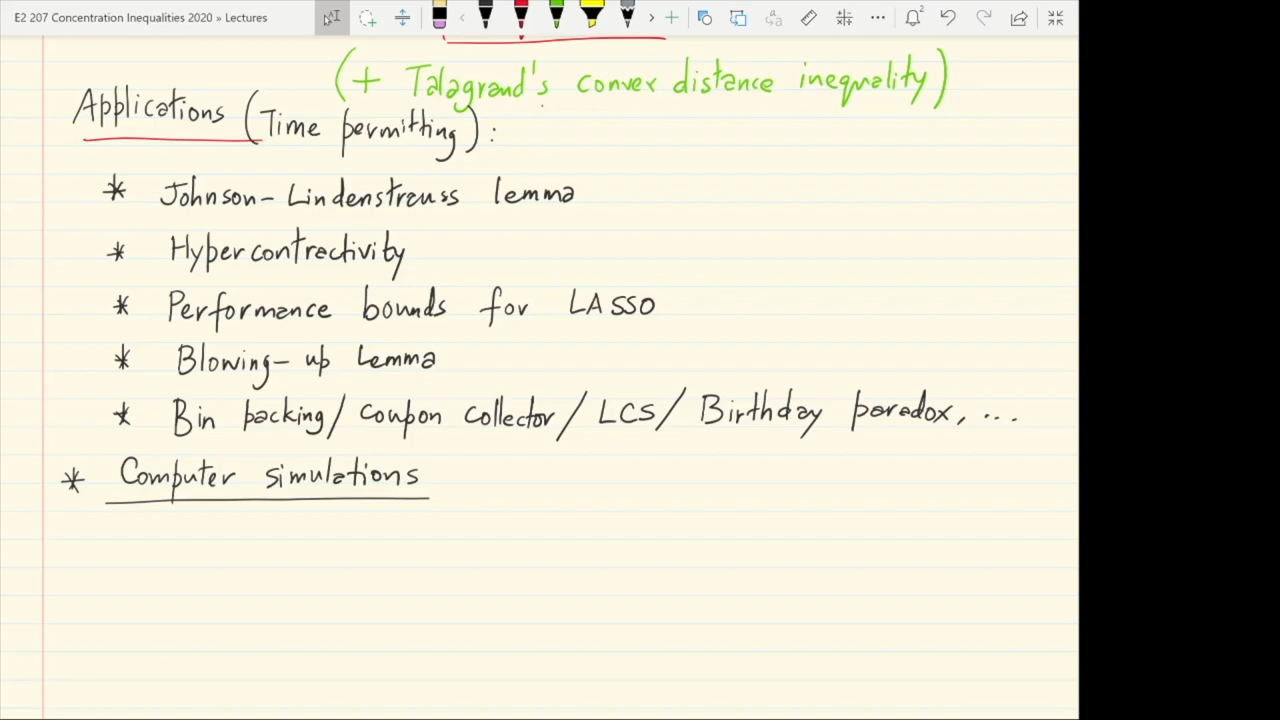 E2 207 Concentration Inequalities 2020 » Lectures
(+ Talagrand's convex distance inequality)
Applications (Time permitting):
* Johnson-Lindenstrauss lemma
* Hypercontractivity
* Performance bounds for LASSO
* Blowing-up Lemma
* Bin packing/ coupon collector/ LCS/ Birthday paradox, ...
* Computer simulations